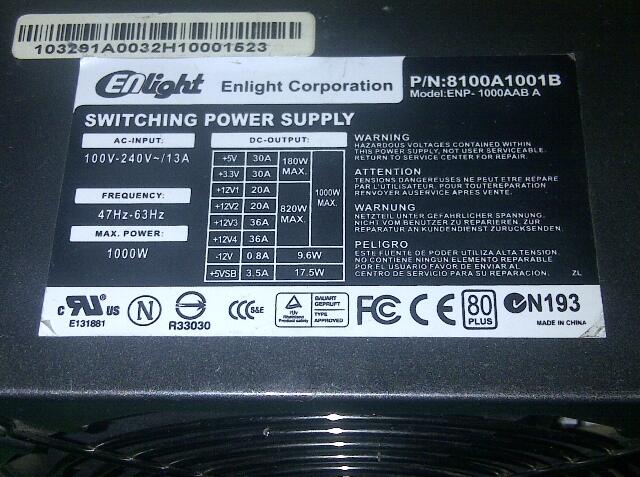 103291A0032H10001523
Enlight Enlight Corporation
P/N:8100A1001B
Model:ENP- 1000AAB A
SWITCHING POWER SUPPLY
AC-INPUT:
100V-240V~/13A
FREQUENCY:
47Hz-63Hz
MAX. POWER:
1000W
DC-OUTPUT:
+5V 30A 180W MAX. 1000W MAX.
+3.3V 30A
+12V1 20A 820W MAX.
+12V2 20A
+12V3 36A
+12V4 36A
-12V 0.8A 9.6W
+5VSB 3.5A 17.5W
WARNING
HAZARDOUS VOLTAGES CONTAINED WITHIN
THIS POWER SUPPLY, NOT USER SERVICEABLE.
RETURN TO SERVICE CENTER FOR REPAIR.
ATTENTION
TENSIONS DANGEREUSES NE PEUT ETRE REPARE
PAR L'UTILISATEUR. POUR TOUTEREPARATION
RENVOYER AUSERVICE APRES VENTE.
WARNUNG
NETZTEIL UNTER GEFAHRLICHER SPANNUNG.
NICHT VOM BENUTZER ZU REPARIEREN. ZUR
REPARATUR AN KUNDENDIENST ZURUCKSENDEN.
PELIGRO
ESTE FUENTE DE PODER UTILIZA ALTA TENSION.
NO CONTIENE NINGUN ELEMENTO REPARABLE
POR EL USUARIO FAVOR DE ENVIAR AL
CENTRO DE SERVICIO PARA SU REPARACION.
ZL
c UR US
E131881
N
R33030
CCC S&E
TÜV
Rheinland
Product safety
BAUART
GEPRUFT
TYPE
APPROVED
FC CE
80
PLUS
N193
MADE IN CHINA